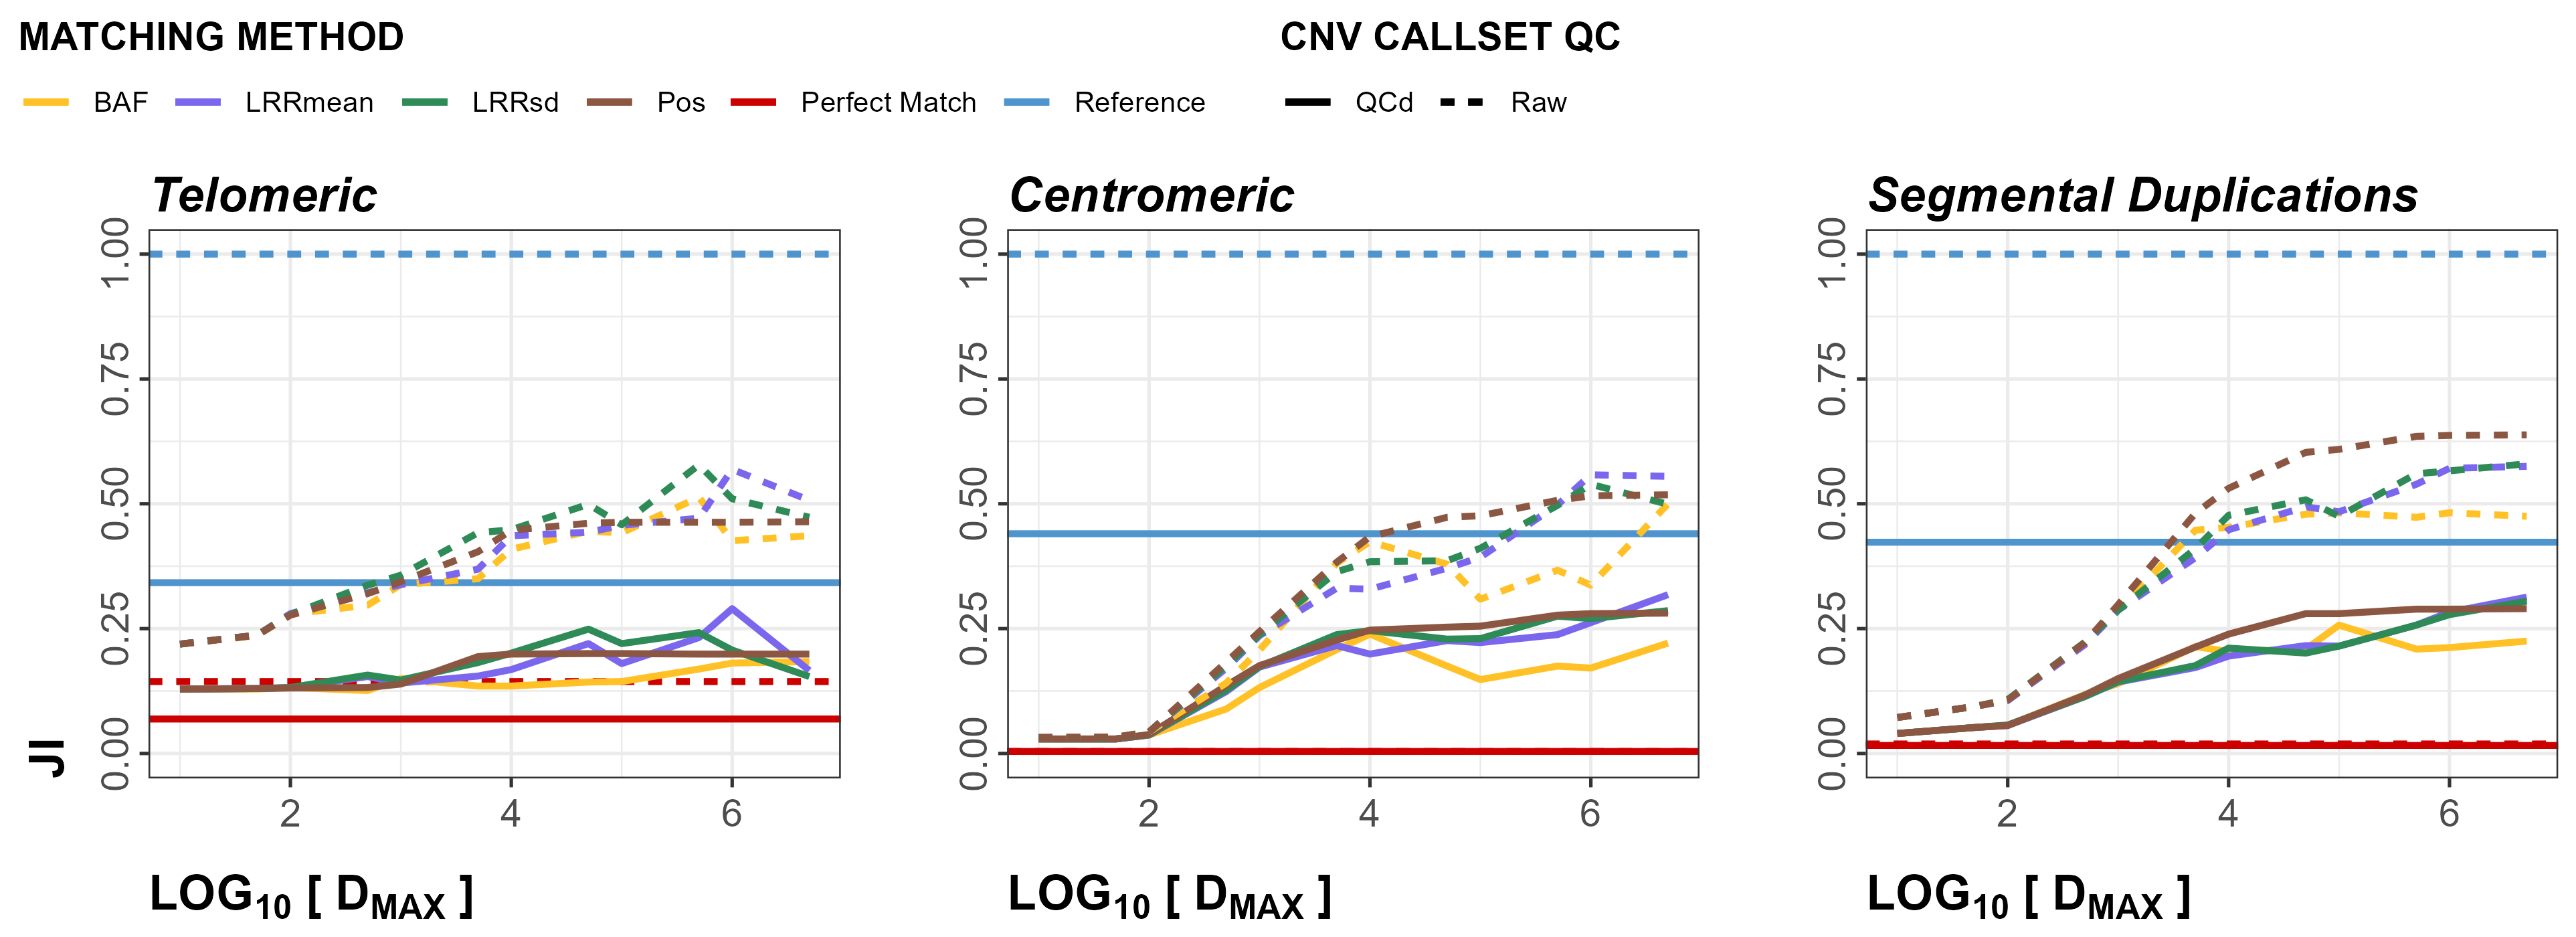 MATCHING METHOD CNV CALLSET QC
BAF LRRmean LRRsd Pos Perfect Match Reference QCd Raw
Telomeric Centromeric Segmental Duplications
1.00 1.00 1.00
0.75 0.75 0.75
0.50 0.50 0.50
0.25 0.25 0.25
0.00 0.00 0.00
JI
2 4 6 2 4 6 2 4 6
LOG10 [ DMAX ] LOG10 [ DMAX ] LOG10 [ DMAX ]